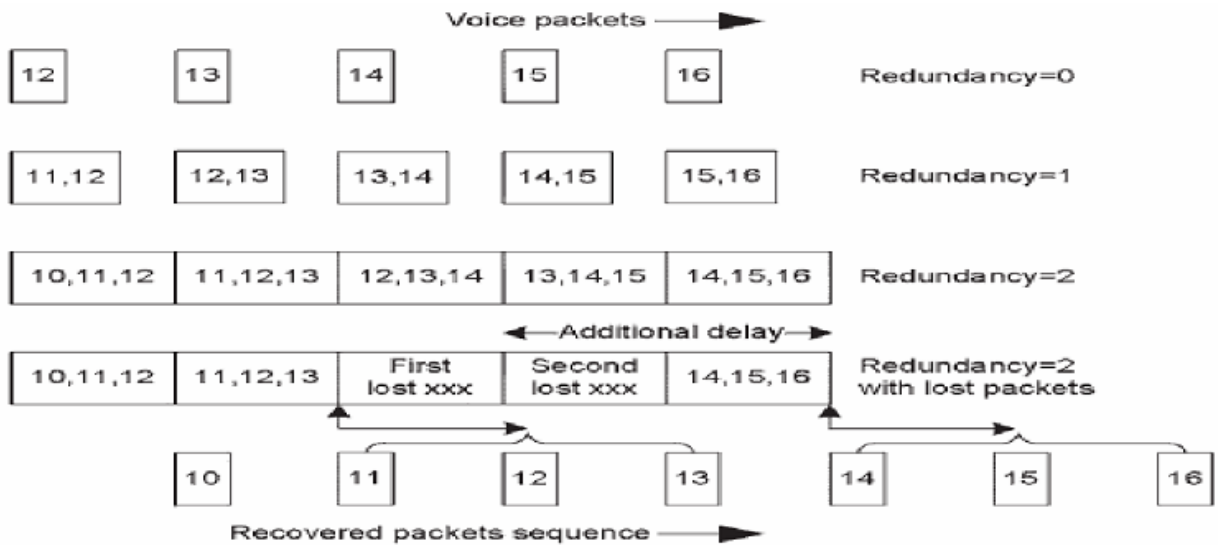 Voice packets
12 13 14 15 16 Redundancy=0
11,12 12,13 13,14 14,15 15,16 Redundancy=1
10,11,12 11,12,13 12,13,14 13,14,15 14,15,16 Redundancy=2
Additional delay
10,11,12 11,12,13 First lost xxx Second lost xxx 14,15,16 Redundancy=2 with lost packets
10 11 12 13 14 15 16
Recovered packets sequence